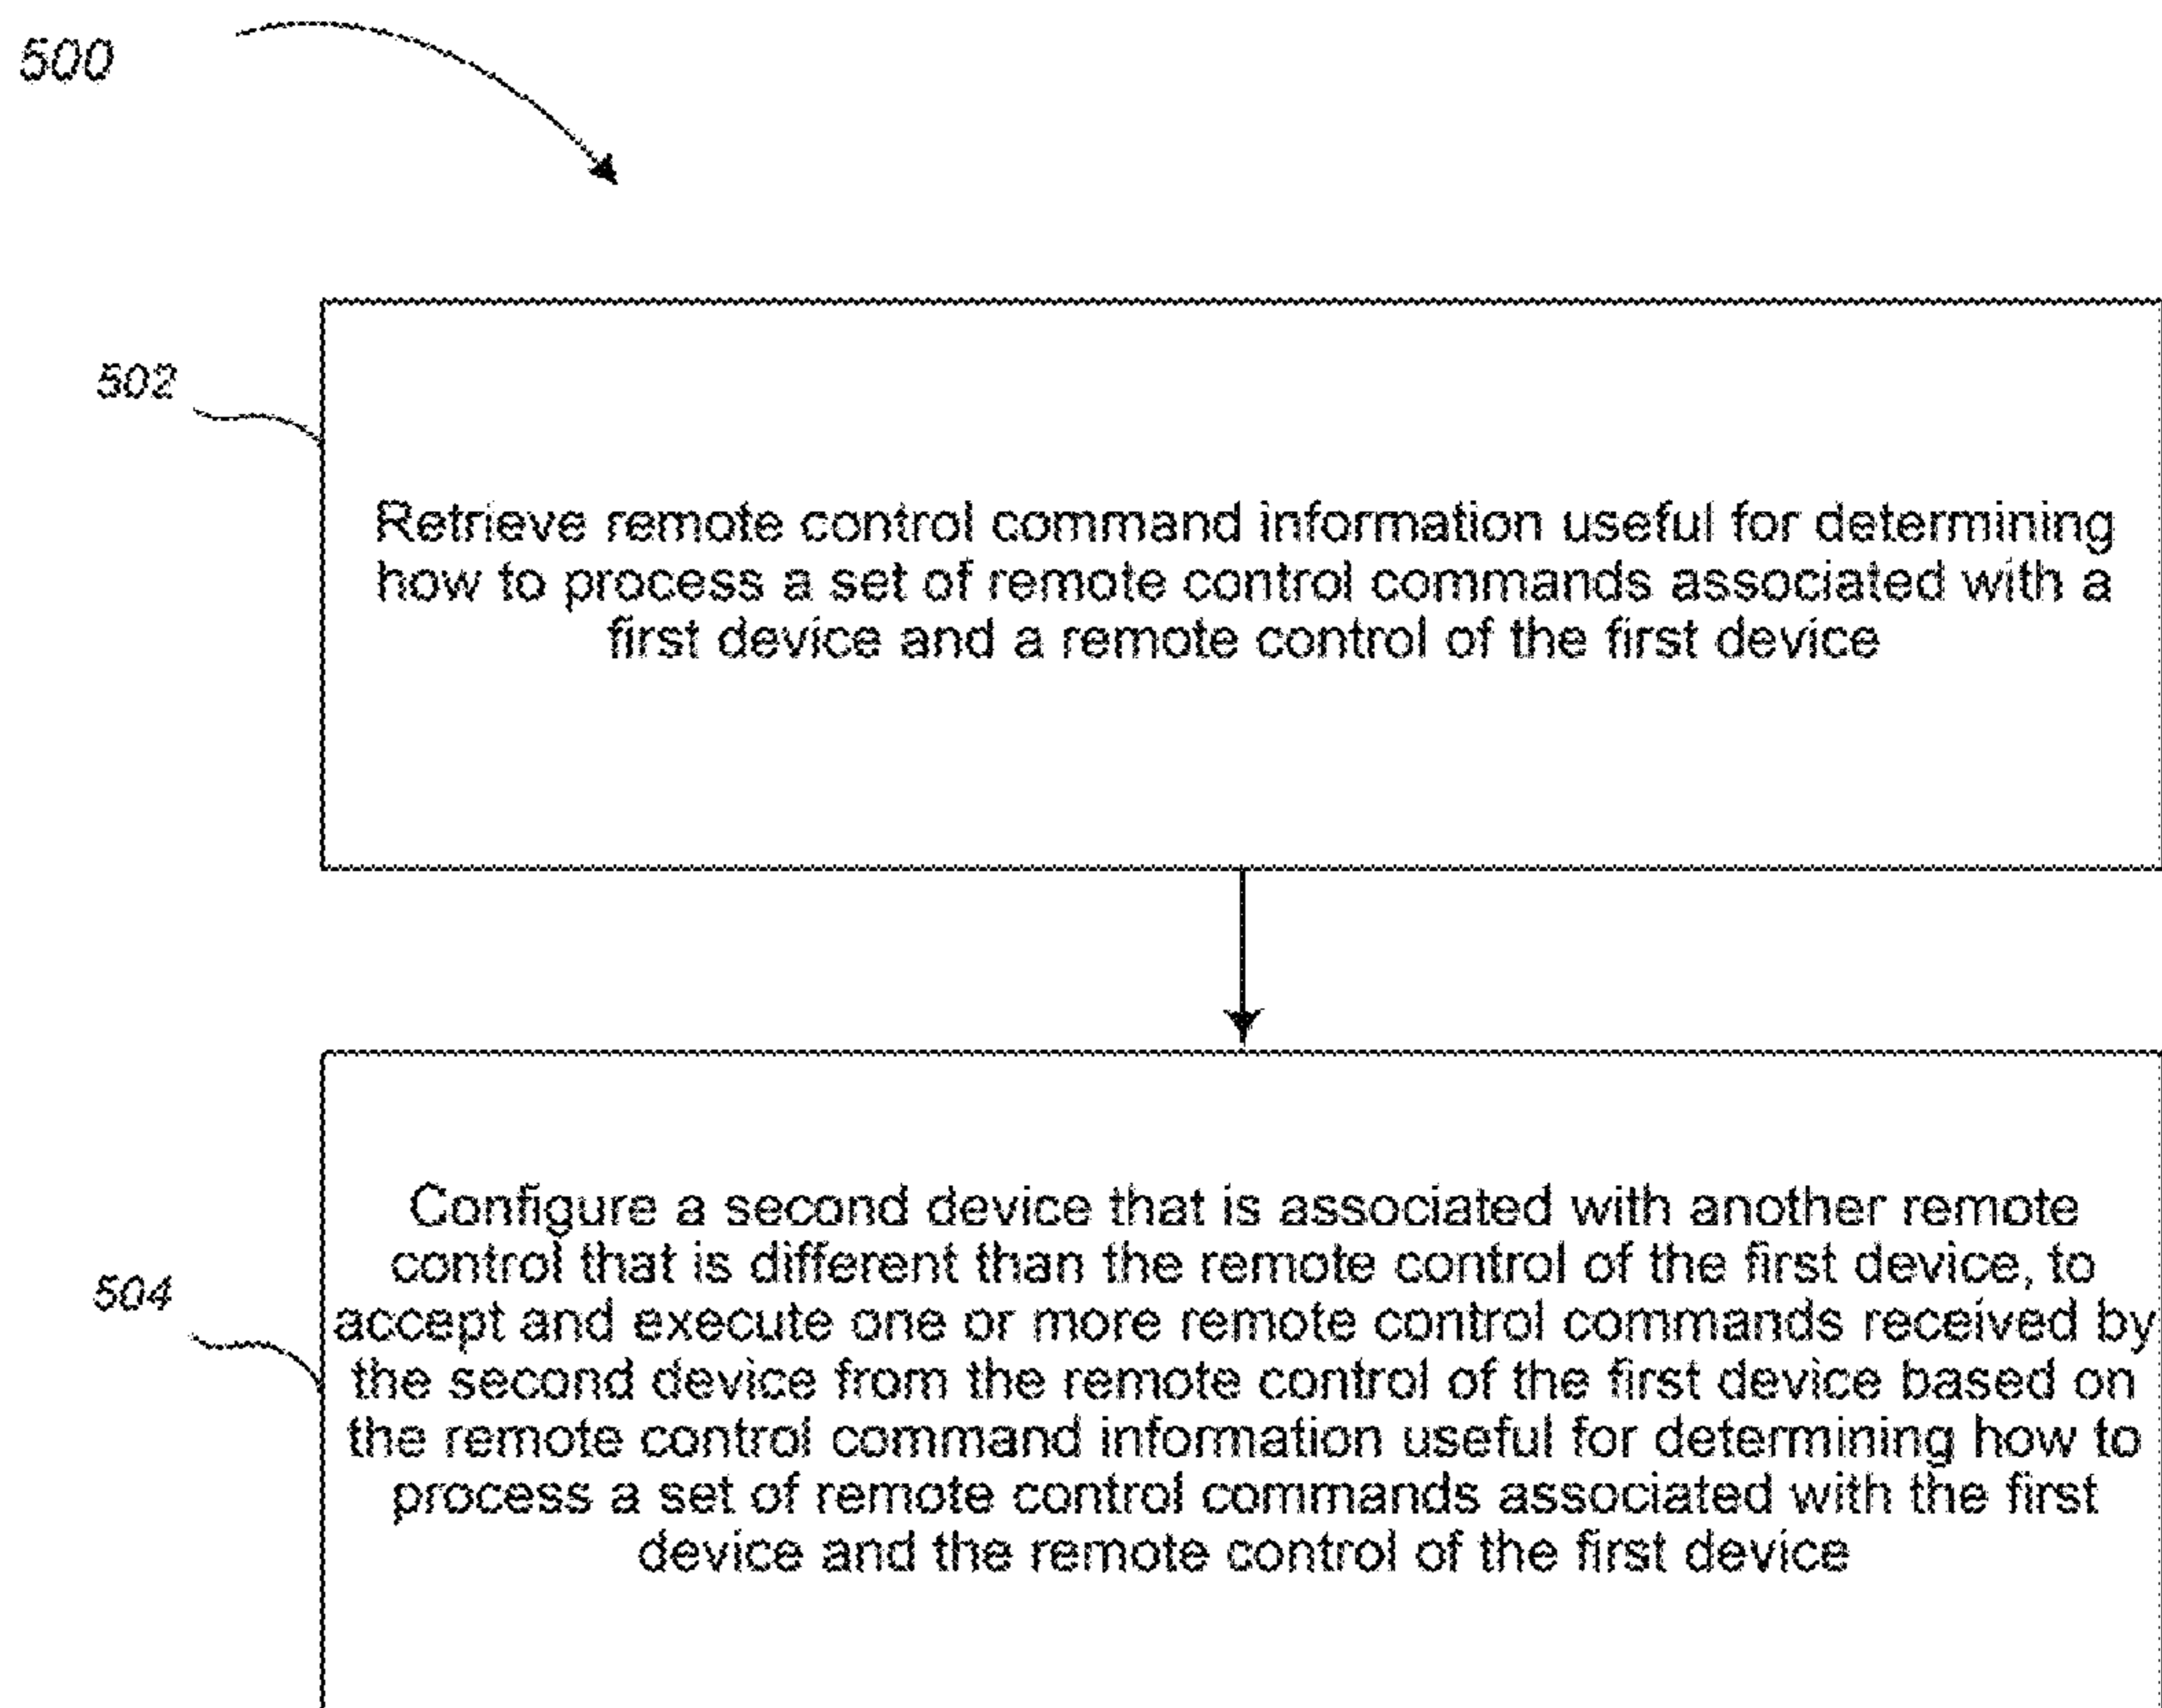 500
502
Retrieve remote control command information useful for determining
how to process a set of remote control commands associated with a
first device and a remote control of the first device
504
Configure a second device that is associated with another remote
control that is different than the remote control of the first device, to
accept and execute one or more remote control commands received by
the second device from the remote control of the first device based on
the remote control command information useful for determining how to
process a set of remote control commands associated with the first
device and the remote control of the first device